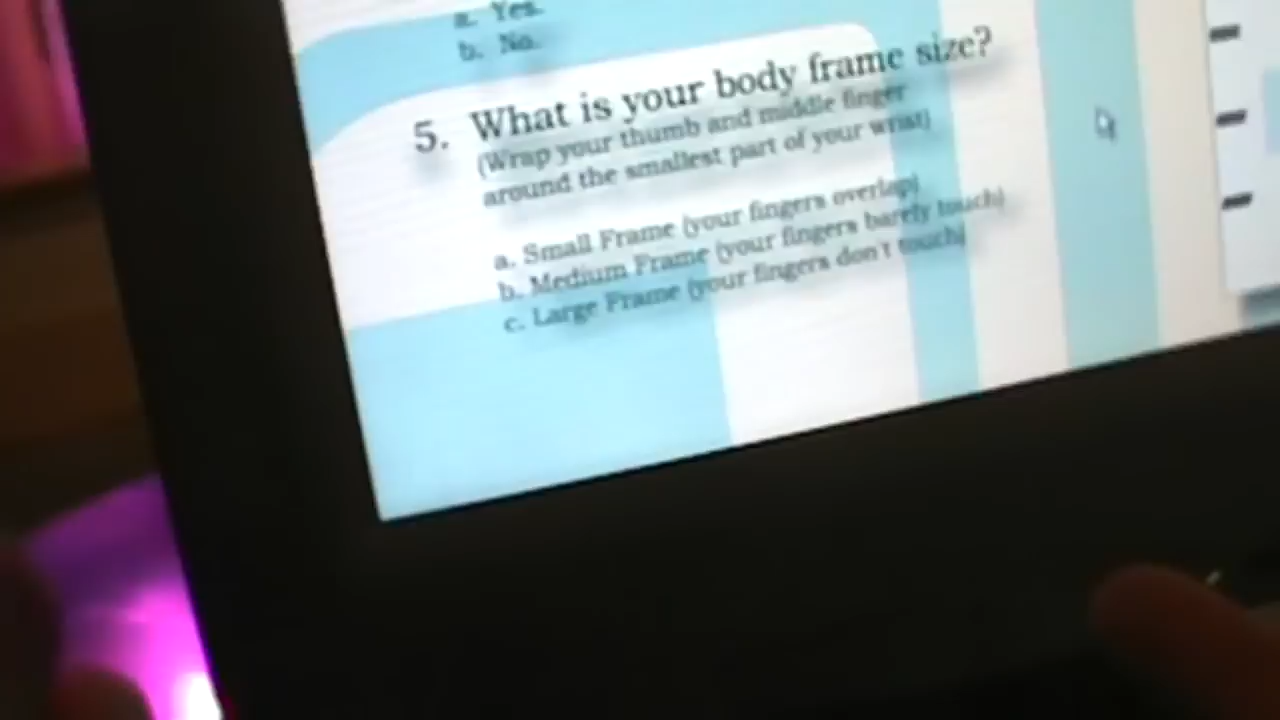 a. Yes.
b. No.
5. What is your body frame size?
(Wrap your thumb and middle finger
around the smallest part of your wrist)
a. Small Frame (your fingers overlap)
b. Medium Frame (your fingers barely touch)
c. Large Frame (your fingers don't touch)